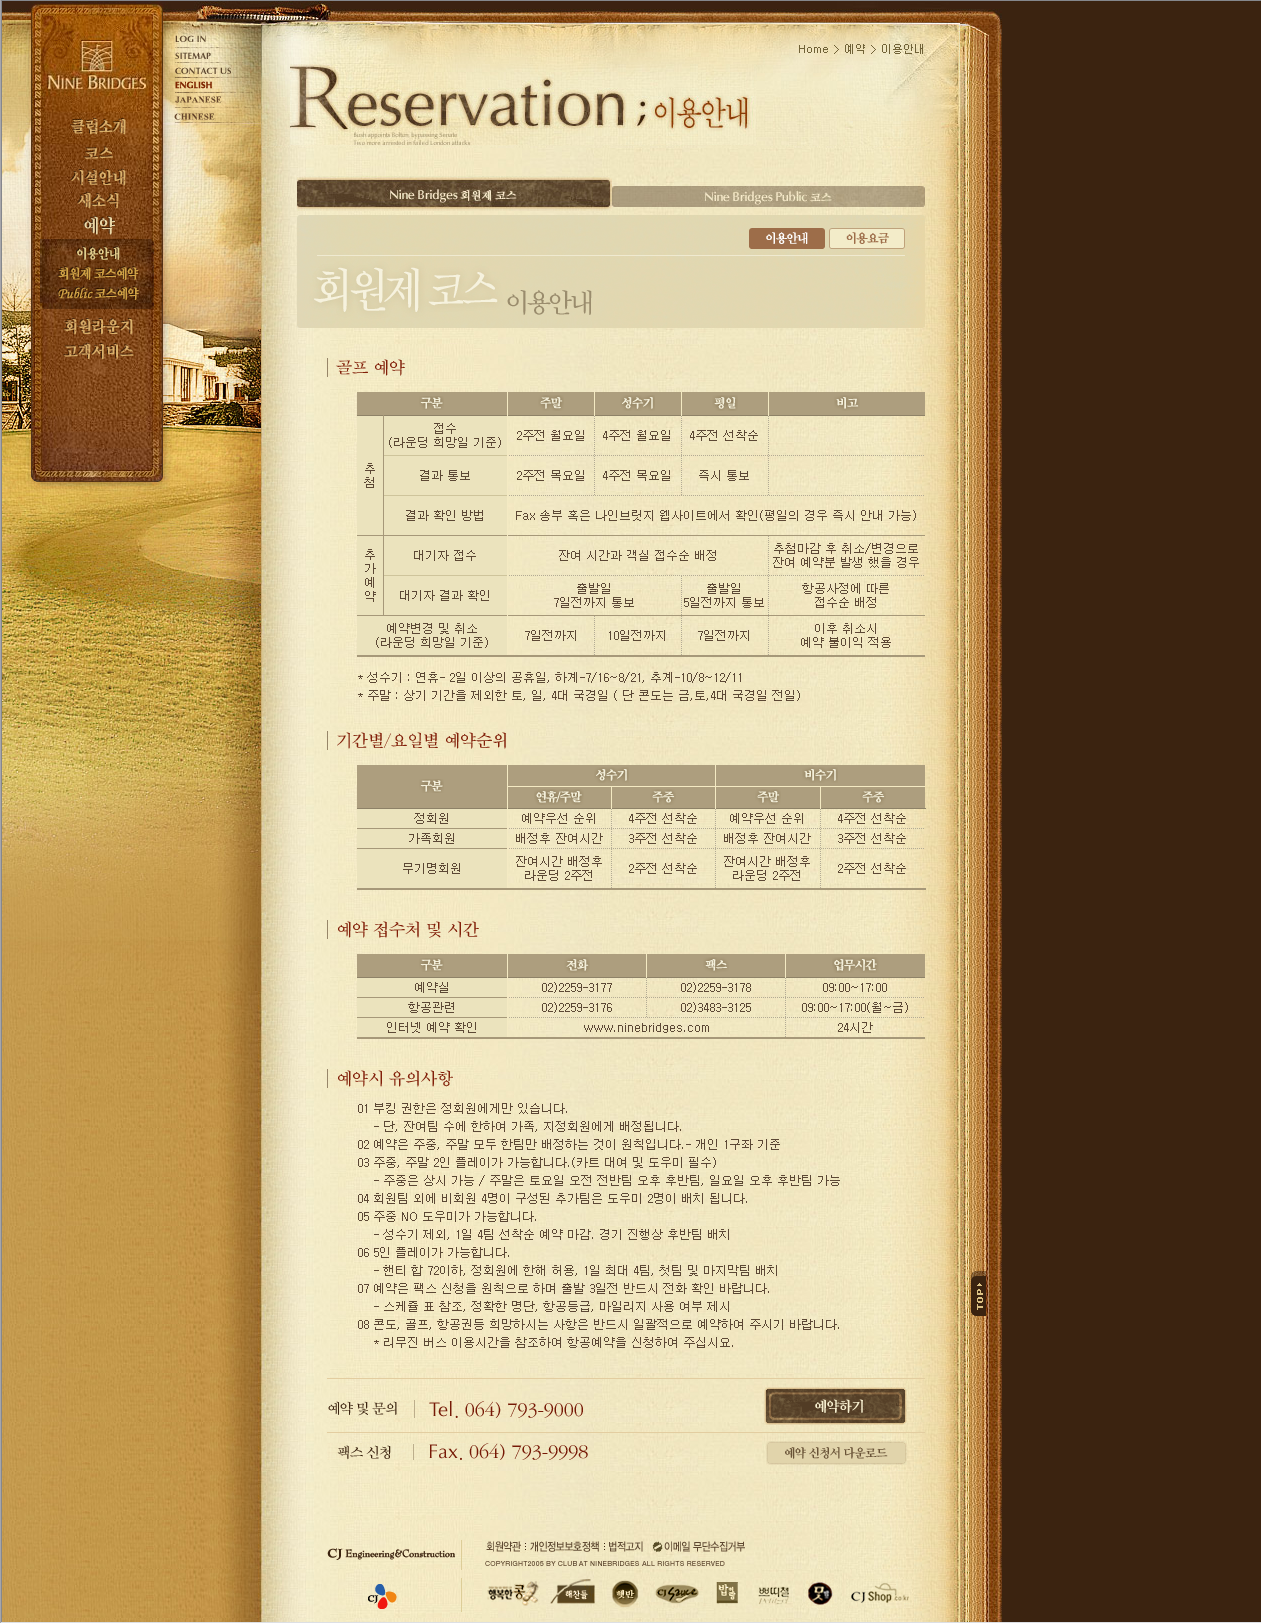 NINE BRIDGES
클럽소개
코스
시설안내
새소식
예약
이용안내
회원제 코스예약
Public 코스예약
회원라운지
고객서비스
LOG IN
SITEMAP
CONTACT US
ENGLISH
JAPANESE
CHINESE
Home > 예약 > 이용안내
Reservation ; 이용안내
Bush appoints Bolton, bypassing Senate
Two more arrested in failed London attacks
Nine Bridges 회원제 코스
Nine Bridges Public 코스
이용안내 이용요금
회원제 코스 이용안내
골프 예약
구분 주말 성수기 평일 비고
추첨
접수
(라운딩 희망일 기준)
2주전 월요일 4주전 월요일 4주전 선착순
결과 통보 2주전 목요일 4주전 목요일 즉시 통보
결과 확인 방법 Fax 송부 혹은 나인브릿지 웹사이트에서 확인(평일의 경우 즉시 안내 가능)
추가예약
대기자 접수 잔여 시간과 객실 접수순 배정
추첨마감 후 취소/변경으로
잔여 예약분 발생 했을 경우
대기자 결과 확인
출발일
7일전까지 통보
출발일
5일전까지 통보
항공사정에 따른
접수순 배정
예약변경 및 취소
(라운딩 희망일 기준)
7일전까지 10일전까지 7일전까지
이후 취소시
예약 불이익 적용
* 성수기 : 연휴- 2일 이상의 공휴일, 하계-7/16~8/21, 추계-10/8~12/11
* 주말 : 상기 기간을 제외한 토, 일, 4대 국경일 ( 단 콘도는 금,토,4대 국경일 전일)
기간별/요일별 예약순위
구분 성수기 비수기
연휴/주말 주중 주말 주중
정회원 예약우선 순위 4주전 선착순 예약우선 순위 4주전 선착순
가족회원 배정후 잔여시간 3주전 선착순 배정후 잔여시간 3주전 선착순
무기명회원
잔여시간 배정후
라운딩 2주전
2주전 선착순
잔여시간 배정후
라운딩 2주전
2주전 선착순
예약 접수처 및 시간
구분 전화 팩스 업무시간
예약실 02)2259-3177 02)2259-3178 09:00~17:00
항공관련 02)2259-3176 02)3483-3125 09:00~17:00(월~금)
인터넷 예약 확인 www.ninebridges.com 24시간
예약시 유의사항
01 부킹 권한은 정회원에게만 있습니다.
- 단, 잔여팀 수에 한하여 가족, 지정회원에게 배정됩니다.
02 예약은 주중, 주말 모두 한팀만 배정하는 것이 원칙입니다.- 개인 1구좌 기준
03 주중, 주말 2인 플레이가 가능합니다.(카트 대여 및 도우미 필수)
- 주중은 상시 가능 / 주말은 토요일 오전 전반팀 오후 후반팀, 일요일 오후 후반팀 가능
04 회원팀 외에 비회원 4명이 구성된 추가팀은 도우미 2명이 배치 됩니다.
05 주중 NO 도우미가 가능합니다.
- 성수기 제외, 1일 4팀 선착순 예약 마감. 경기 진행상 후반팀 배치
06 5인 플레이가 가능합니다.
- 핸티 합 72이하, 정회원에 한해 허용, 1일 최대 4팀, 첫팀 및 마지막팀 배치
07 예약은 팩스 신청을 원칙으로 하며 출발 3일전 반드시 전화 확인 바랍니다.
- 스케쥴 표 참조, 정확한 명단, 항공등급, 마일리지 사용 여부 제시
08 콘도, 골프, 항공권등 희망하시는 사항은 반드시 일괄적으로 예약하여 주시기 바랍니다.
* 리무진 버스 이용시간을 참조하여 항공예약을 신청하여 주십시요.
TOP
예약 및 문의 Tel. 064) 793-9000 예약하기
팩스 신청 Fax. 064) 793-9998 예약 신청서 다운로드
CJ Engineering&Construction
회원약관 : 개인정보보호정책 : 법적고지 이메일 무단수집거부
COPYRIGHT2005 BY CLUB AT NINEBRIDGES ALL RIGHTS RESERVED
CJ
행복한 콩 해찬들 햇반 CJ Shop.co.kr